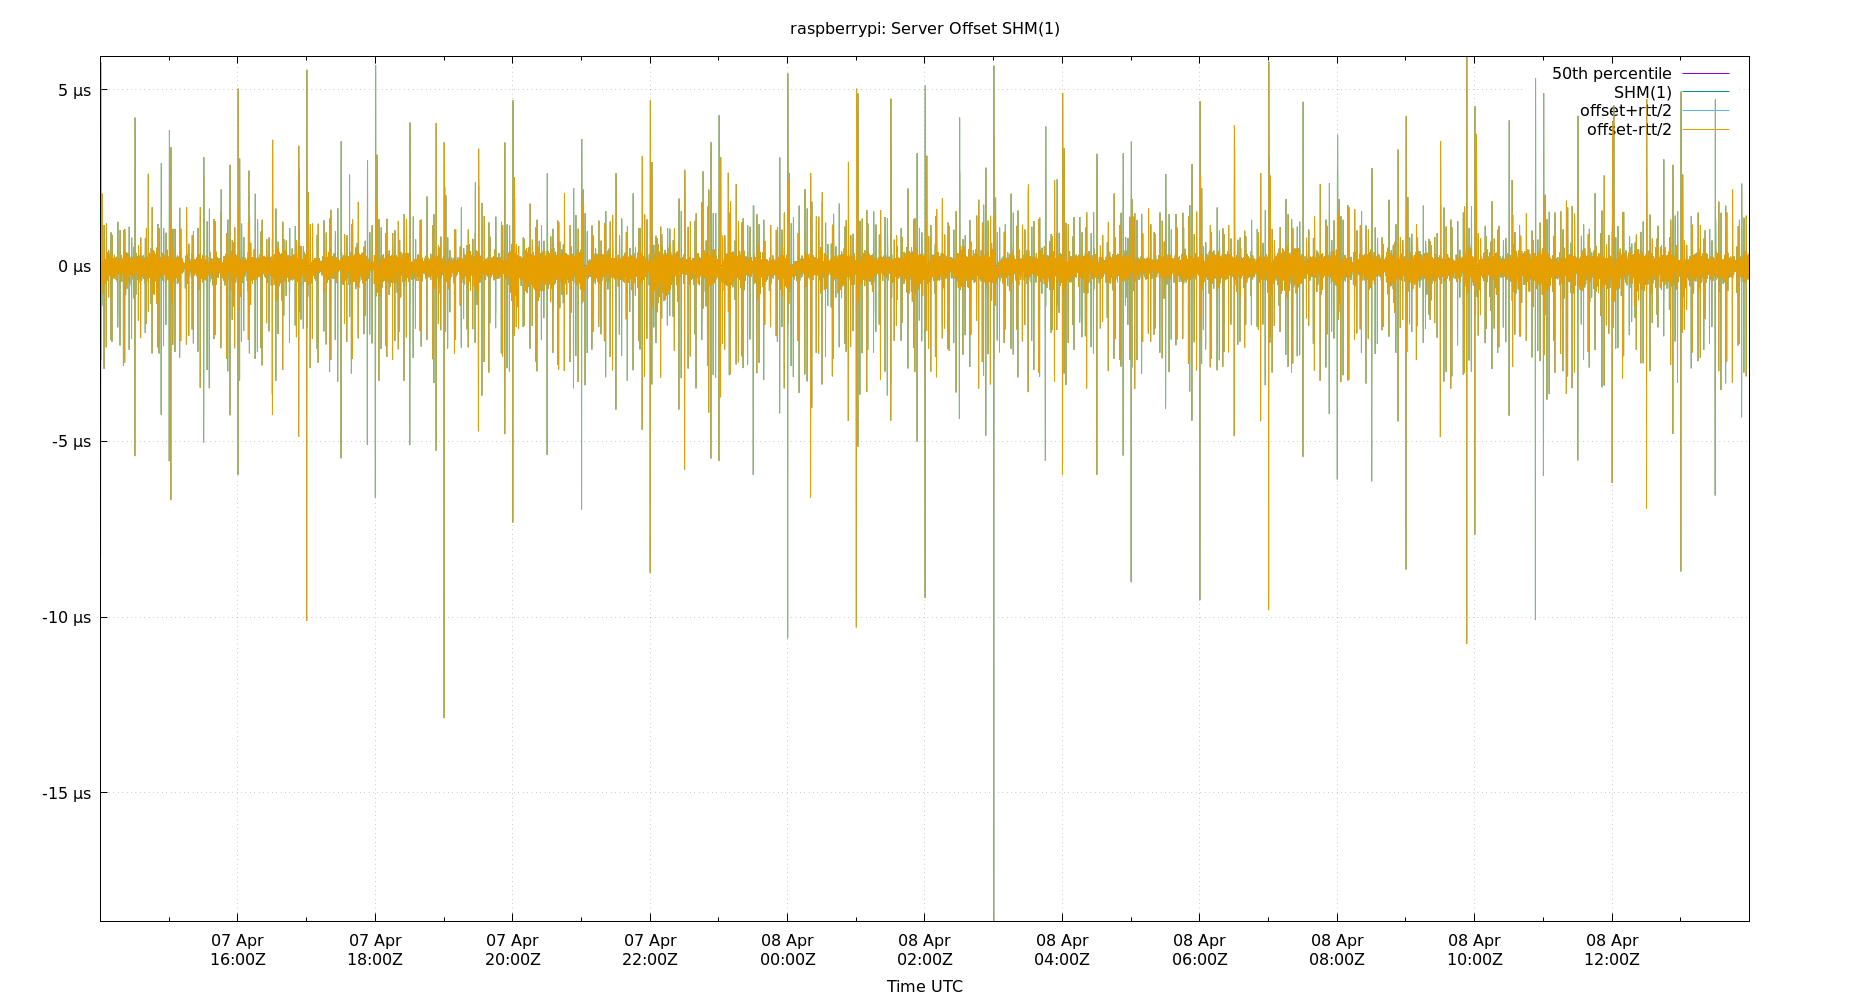 raspberrypi: Server Offset SHM(1)
50th percentile
SHM(1)
offset+rtt/2
offset-rtt/2
5 µs
0 µs
-5 µs
-10 µs
-15 µs
07 Apr 07 Apr 07 Apr 07 Apr 08 Apr 08 Apr 08 Apr 08 Apr 08 Apr 08 Apr 08 Apr
16:00Z 18:00Z 20:00Z 22:00Z 00:00Z 02:00Z 04:00Z 06:00Z 08:00Z 10:00Z 12:00Z
Time UTC